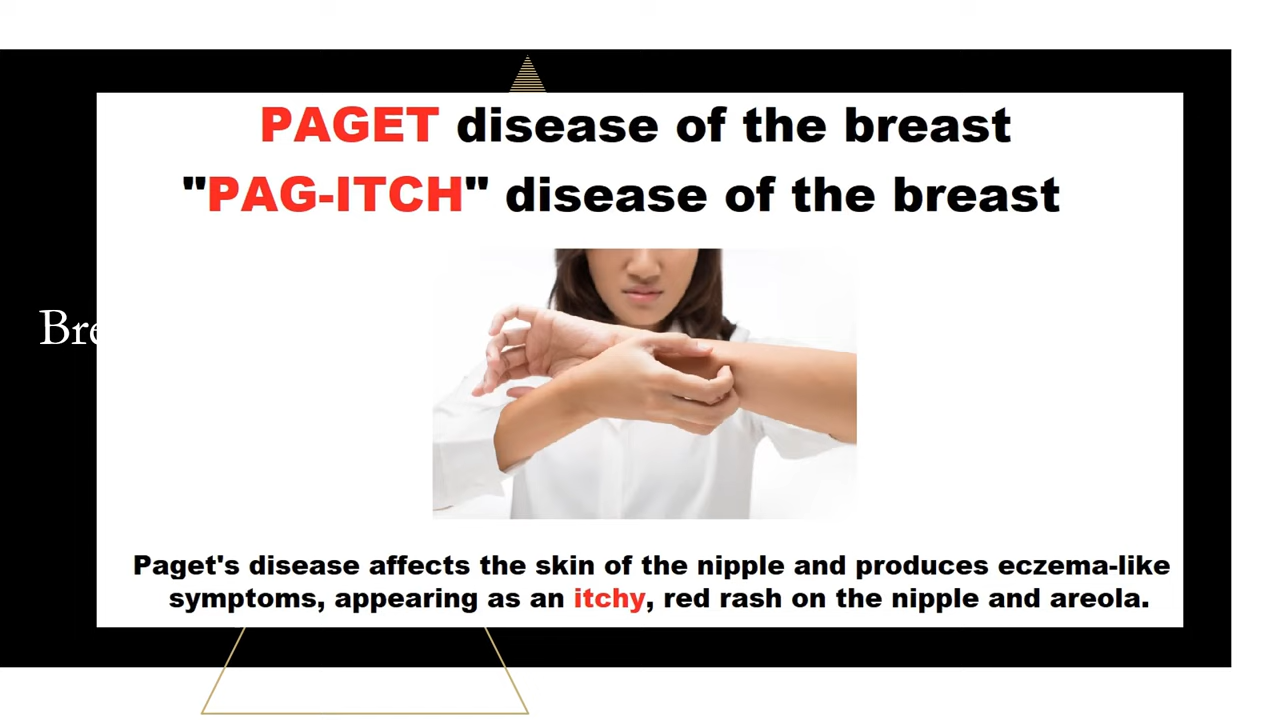 PAGET disease of the breast
"PAG-ITCH" disease of the breast
Bre
Paget's disease affects the skin of the nipple and produces eczema-like
symptoms, appearing as an itchy, red rash on the nipple and areola.